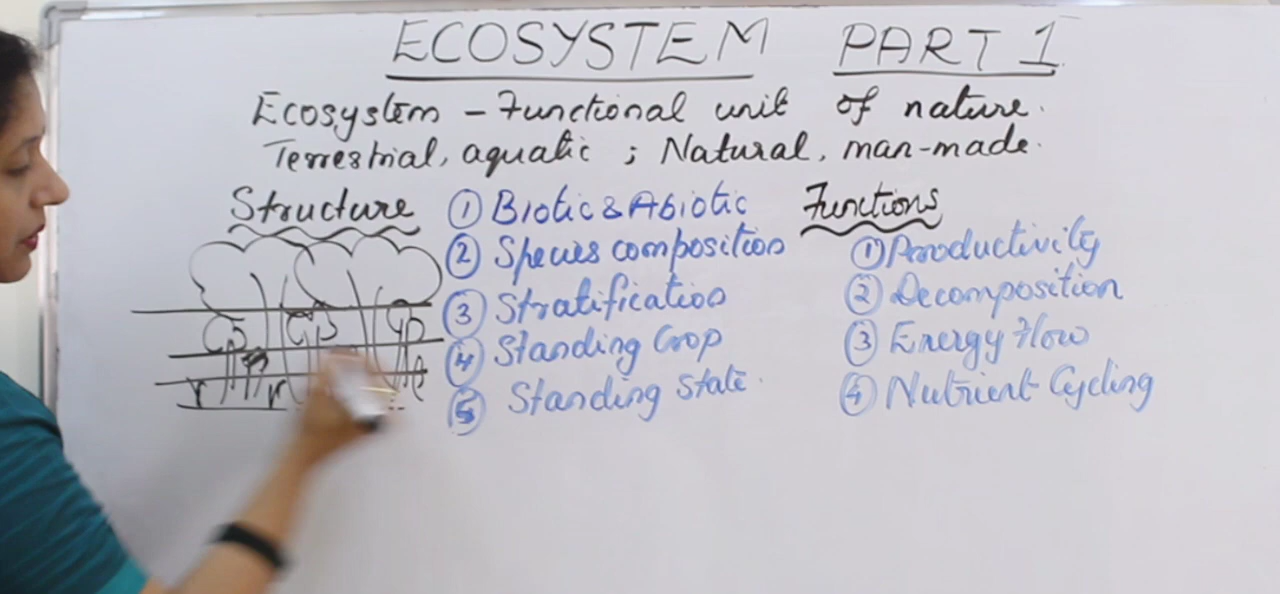 ECOSYSTEM PART 1
Ecosystem - Functional unit of nature.
Terrestrial, aquatic ; Natural, man-made.
Structure
① Biotic & Abiotic
② Species composition
③ Stratification
④ Standing Crop
⑤ Standing State.
Functions
① Productivity
② Decomposition
③ Energy Flow
④ Nutrient Cycling